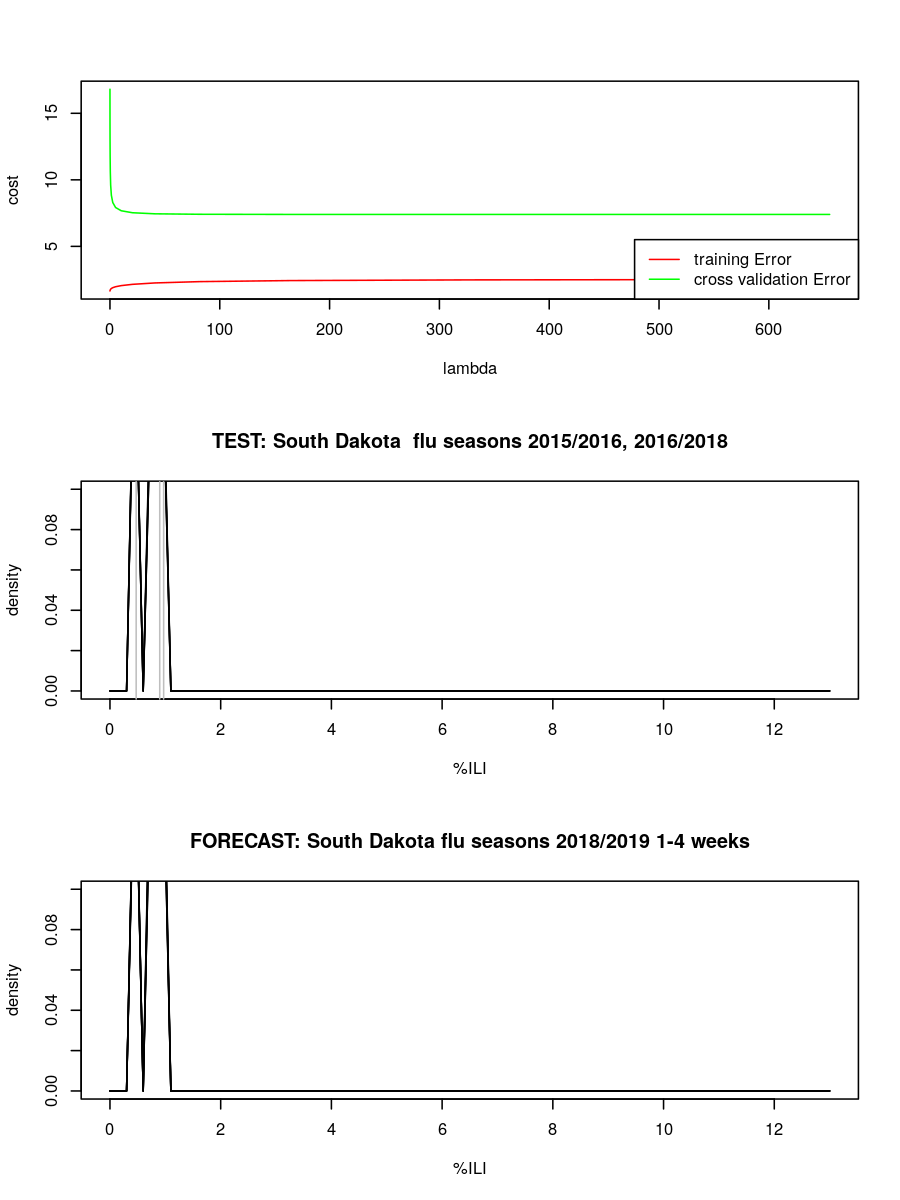 15
10
5
cost
training Error
cross validation Error
0 100 200 300 400 500 600
lambda
TEST: South Dakota  flu seasons 2015/2016, 2016/2018
0.08
0.04
0.00
density
0 2 4 6 8 10 12
%ILI
FORECAST: South Dakota flu seasons 2018/2019 1-4 weeks
0.08
0.04
0.00
density
0 2 4 6 8 10 12
%ILI